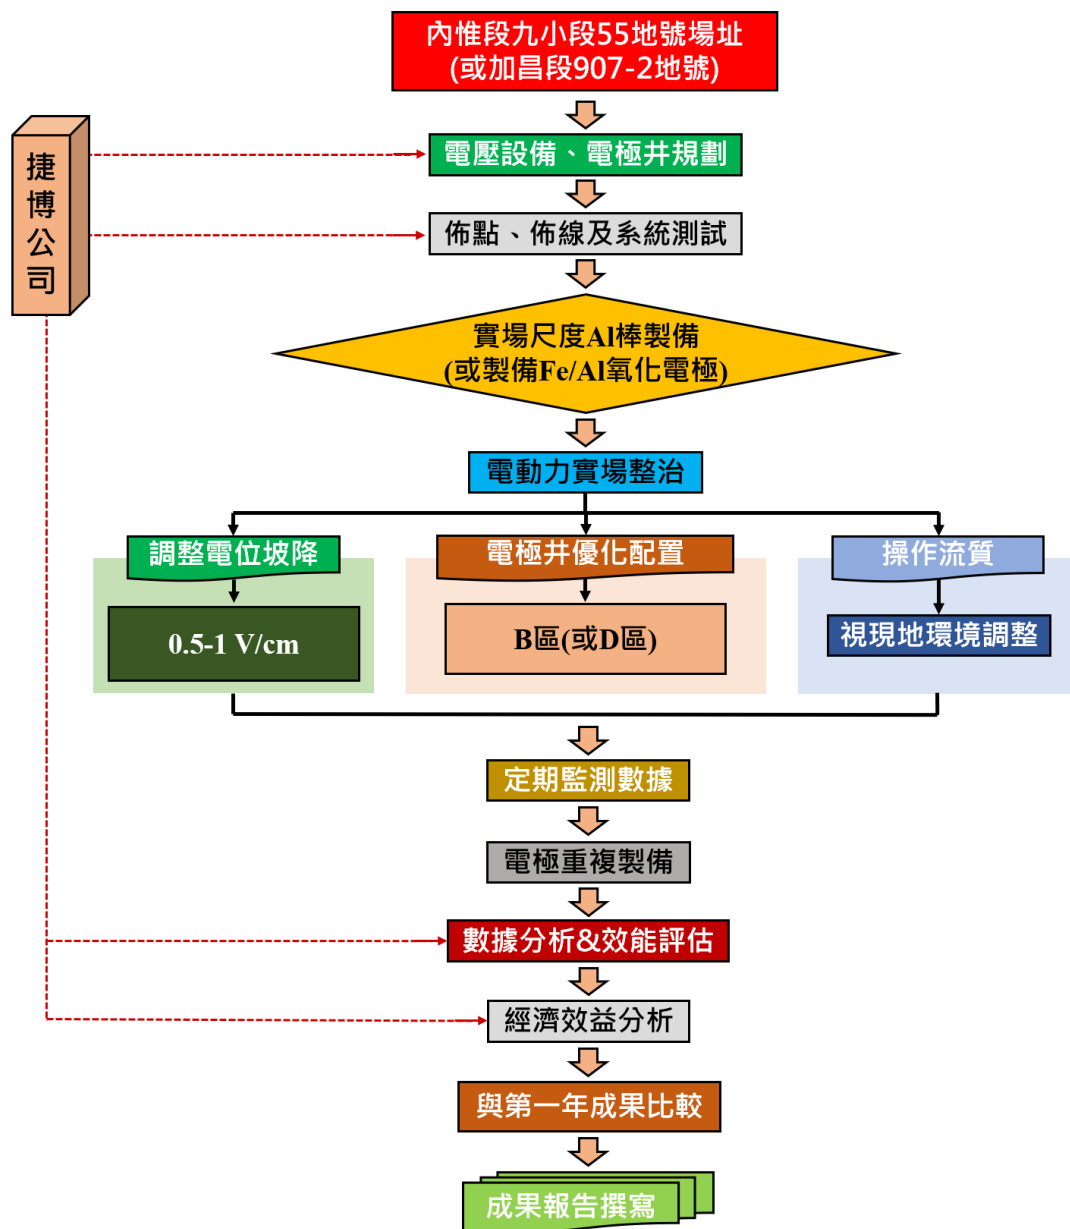 內惟段九小段55地號場址
(或加昌段907-2地號)
捷博公司
電壓設備、電極井規劃
佈點、佈線及系統測試
實場尺度Al棒製備
(或製備Fe/Al氧化電極)
電動力實場整治
調整電位坡降
電極井優化配置
操作流質
0.5-1 V/cm
B區(或D區)
視現地環境調整
定期監測數據
電極重複製備
數據分析&效能評估
經濟效益分析
與第一年成果比較
成果報告撰寫